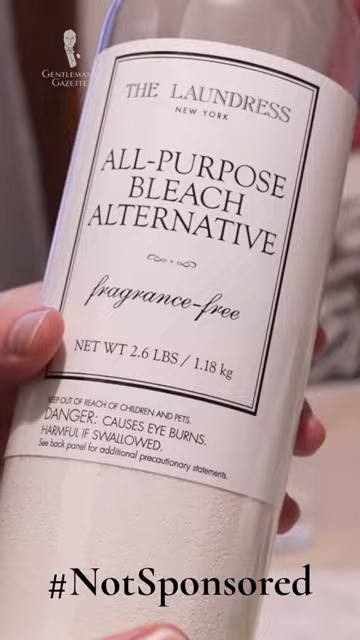 GENTLEMAN'S
GAZETTE
THE LAUNDRESS
NEW YORK
ALL-PURPOSE
BLEACH
ALTERNATIVE
fragrance-free
NET WT 2.6 LBS / 1.18 kg
KEEP OUT OF REACH OF CHILDREN AND PETS.
DANGER: CAUSES EYE BURNS.
HARMFUL IF SWALLOWED.
See back panel for additional precautionary statements.
#NotSponsored